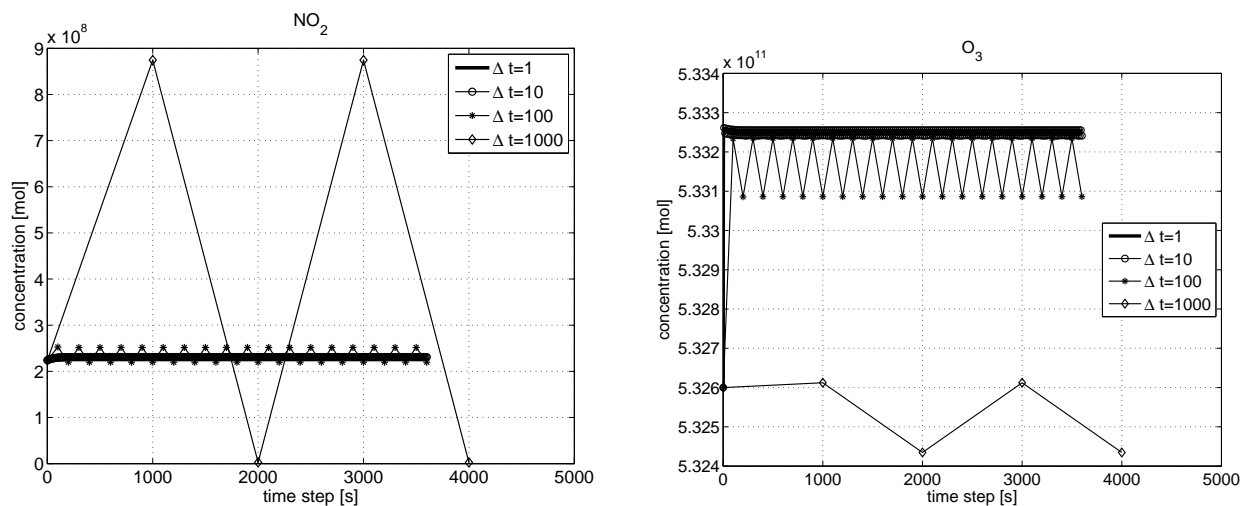 NO2
x 10^8
9
8
7
6
5
4
3
2
1
0
0 1000 2000 3000 4000 5000
time step [s]
concentration [mol]
Δ t=1
Δ t=10
Δ t=100
Δ t=1000
O3
x 10^11
5.334
5.333
5.332
5.331
5.33
5.329
5.328
5.327
5.326
5.325
5.324
0 1000 2000 3000 4000 5000
time step [s]
concentration [mol]
Δ t=1
Δ t=10
Δ t=100
Δ t=1000